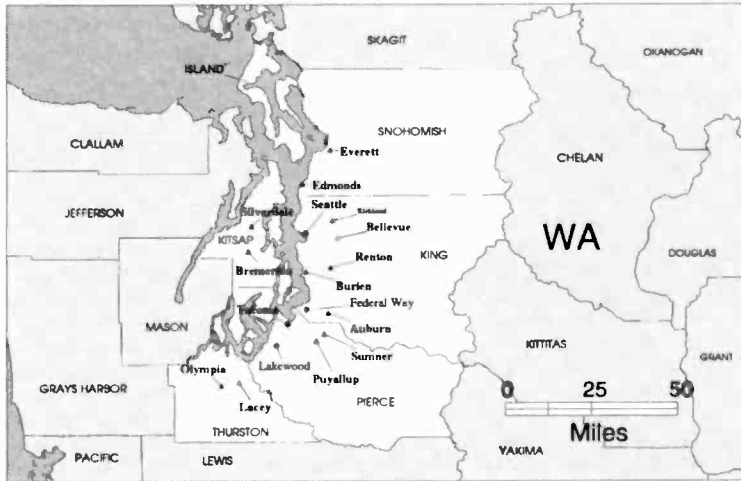 SKAGIT
OKANOGAN
ISLAND
SNOHOMISH
CLALLAM
Everett
CHELAN
Edmonds
JEFFERSON
Silverdale
Seattle
Kirkland
KITSAP
Bellevue
WA
KING
DOUGLAS
Bremerton
Renton
Burien
Federal Way
MASON
Tacoma
Auburn
KITTITAS
Sumner
GRANT
Olympia
Lakewood
Puyallup
GRAYS HARBOR
0 25 50
Lacey
PIERCE
THURSTON
Miles
YAKIMA
PACIFIC
LEWIS